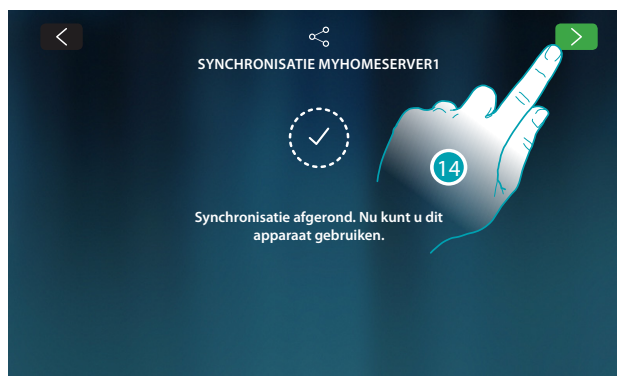 SYNCHRONISATIE MYHOMESERVER1
14
Synchronisatie afgerond. Nu kunt u dit
apparaat gebruiken.